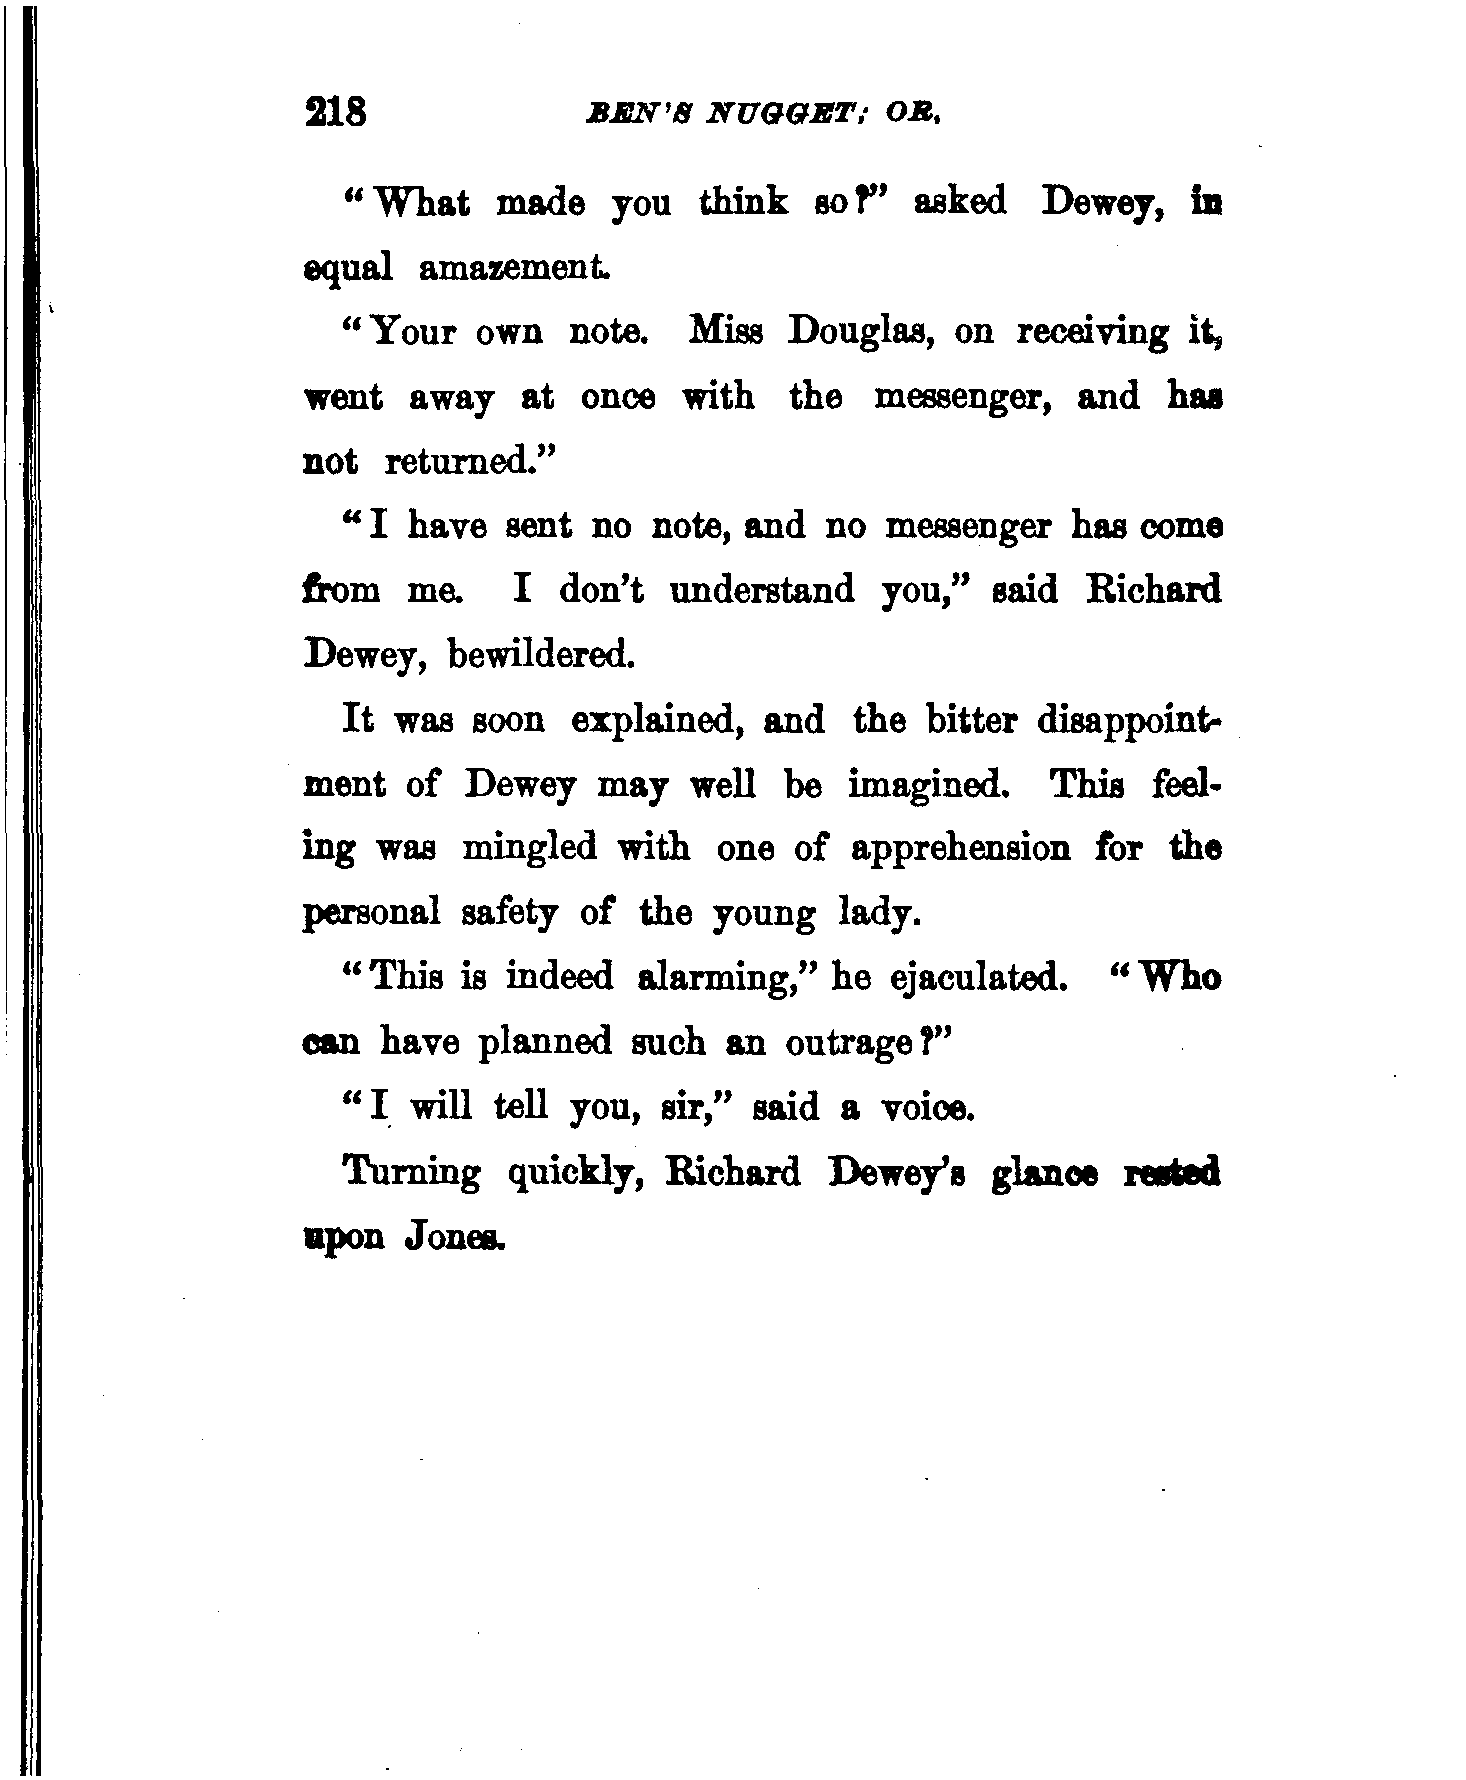 218 BEN'S NUGGET; OR,
“What made you think so?” asked Dewey, in
equal amazement.
“Your own note. Miss Douglas, on receiving it,
went away at once with the messenger, and has
not returned.”
“I have sent no note, and no messenger has come
from me. I don't understand you,” said Richard
Dewey, bewildered.
It was soon explained, and the bitter disappoint-
ment of Dewey may well be imagined. This feel-
ing was mingled with one of apprehension for the
personal safety of the young lady.
“This is indeed alarming,” he ejaculated. “Who
can have planned such an outrage?”
“I will tell you, sir,” said a voice.
Turning quickly, Richard Dewey's glance rested
upon Jones.